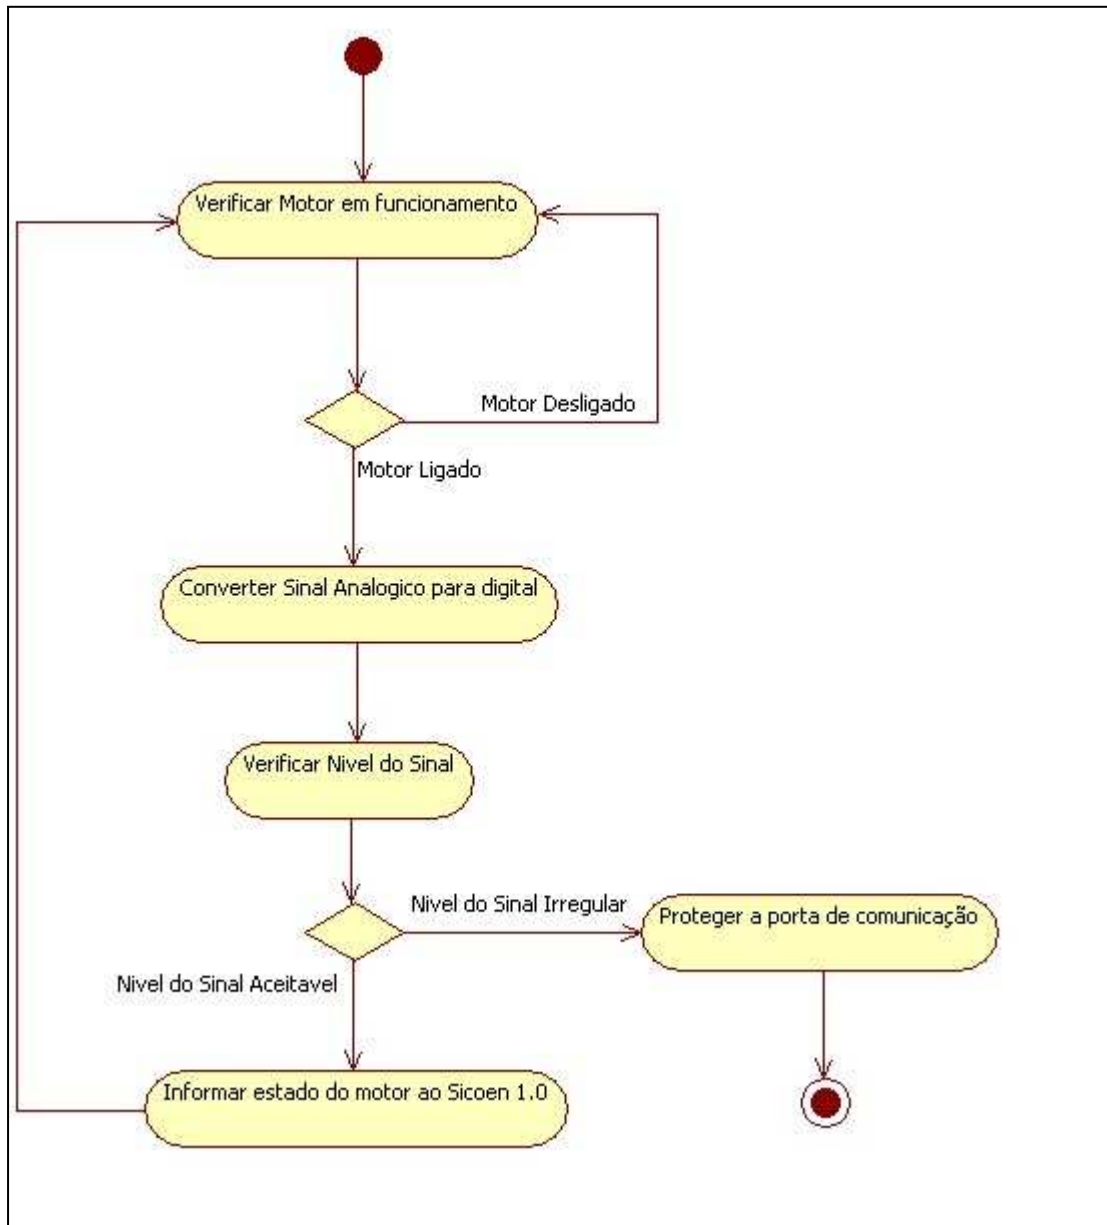 Verificar Motor em funcionamento
Motor Desligado
Motor Ligado
Converter Sinal Analogico para digital
Verificar Nivel do Sinal
Nivel do Sinal Irregular
Proteger a porta de comunicação
Nivel do Sinal Aceitavel
Informar estado do motor ao Sicoen 1.0